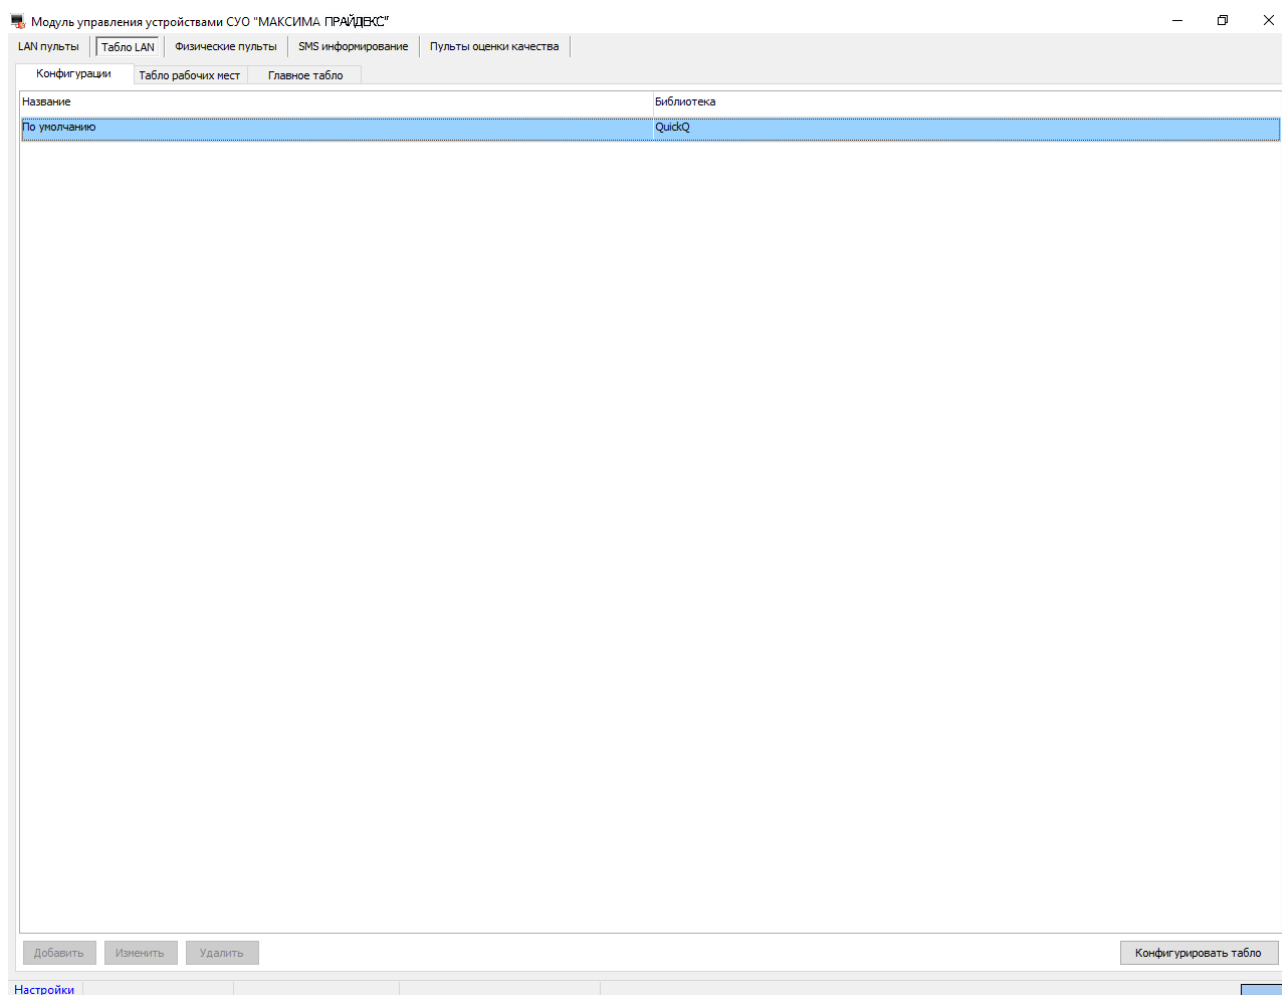 Модуль управления устройствами СУО "МАКСИМА ПРАЙДЕКС"
LAN пульты Табло LAN Физические пульты SMS информирование Пульты оценки качества
Конфигурации Табло рабочих мест Главное табло
Название Библиотека
По умолчанию QuickQ
Добавить Изменить Удалить Конфигурировать табло
Настройки